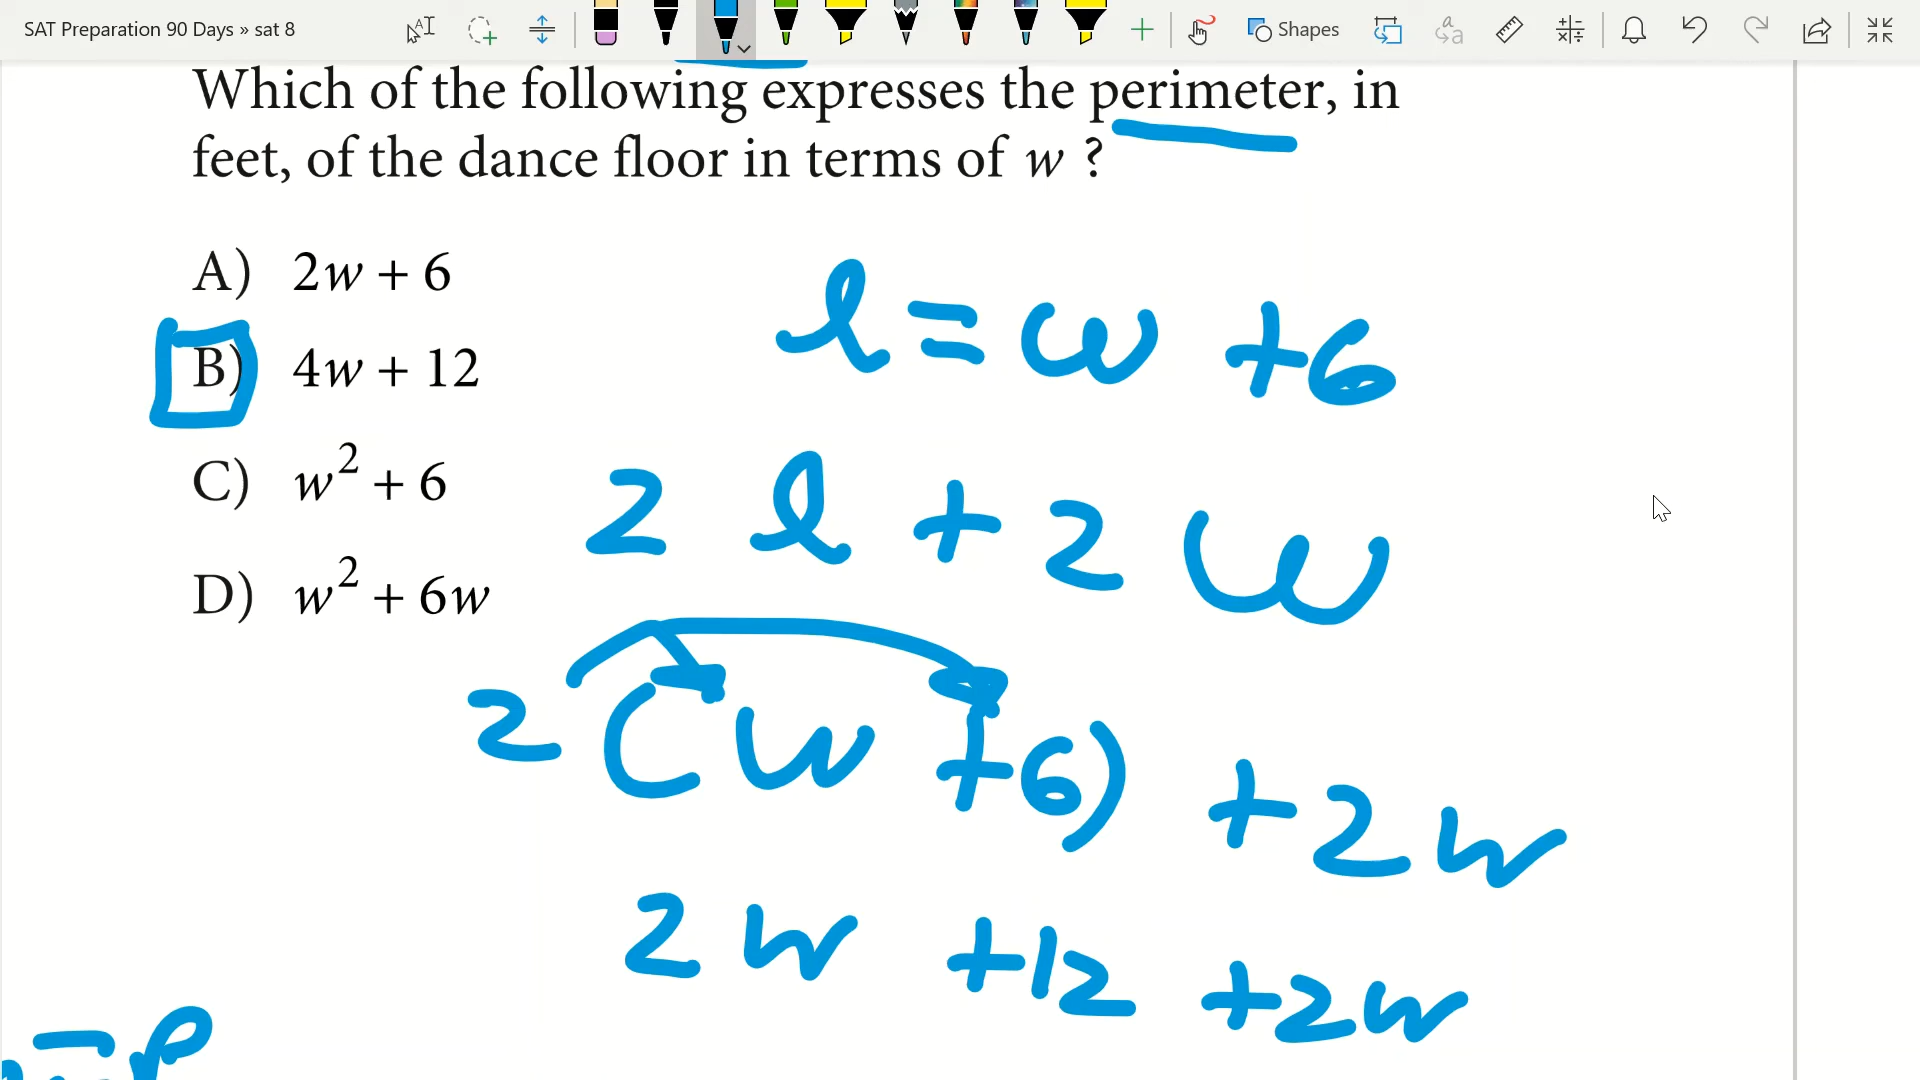 SAT Preparation 90 Days » sat 8
Shapes
Which of the following expresses the perimeter, in
feet, of the dance floor in terms of w ?
A) 2w + 6
B) 4w + 12
C) w² + 6
D) w² + 6w
l = w + 6
2 l + 2 w
2 (w + 6) + 2w
2w + 12 + 2w